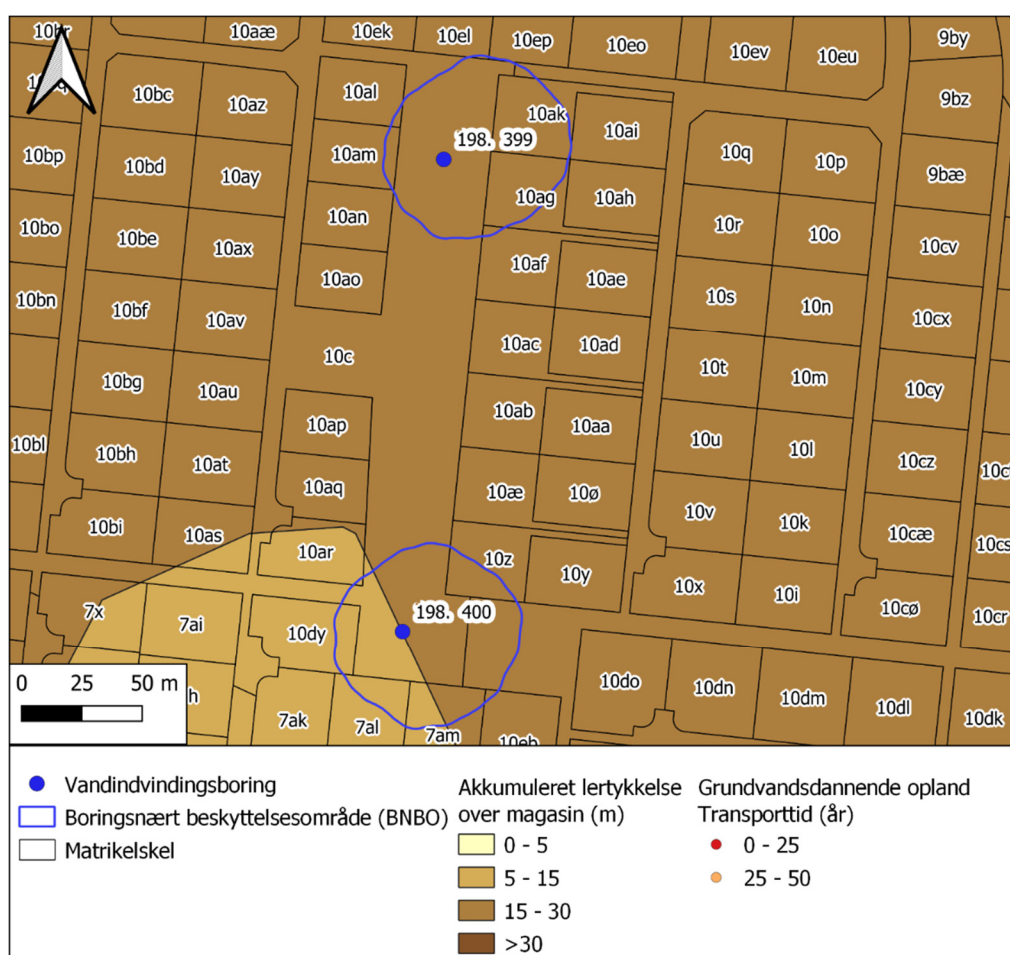 10aæ 10ek 10el 10ep 10eo 10ev 10eu 9by
10bc 10az 10al 10ak 10ai 9bz
198. 399
10bp 10bd 10ay 10am 10q 10p 9bæ
10bo 10be 10ax 10an 10ag 10ah 10r 10o 10cv
10bn 10bf 10av 10ao 10af 10ae 10s 10n 10cx
10bg 10au 10c 10ac 10ad 10t 10m 10cy
10bl 10bh 10at 10ap 10ab 10aa 10u 10l 10cz
10bi 10as 10aq 10æ 10ø 10v 10k 10cæ
10ar 10z 10y 10x 10i 10cø 10cs
7x 7ai 10dy 198. 400 10cr
0 25 50 m
7ak 7al 7am 10eb 10do 10dn 10dm 10dl 10dk
Vandindvindingsboring
Boringsnært beskyttelsesområde (BNBO)
Matrikelskel
Akkumuleret lertykkelse
over magasin (m)
0 - 5
5 - 15
15 - 30
>30
Grundvandsdannende opland
Transporttid (år)
0 - 25
25 - 50